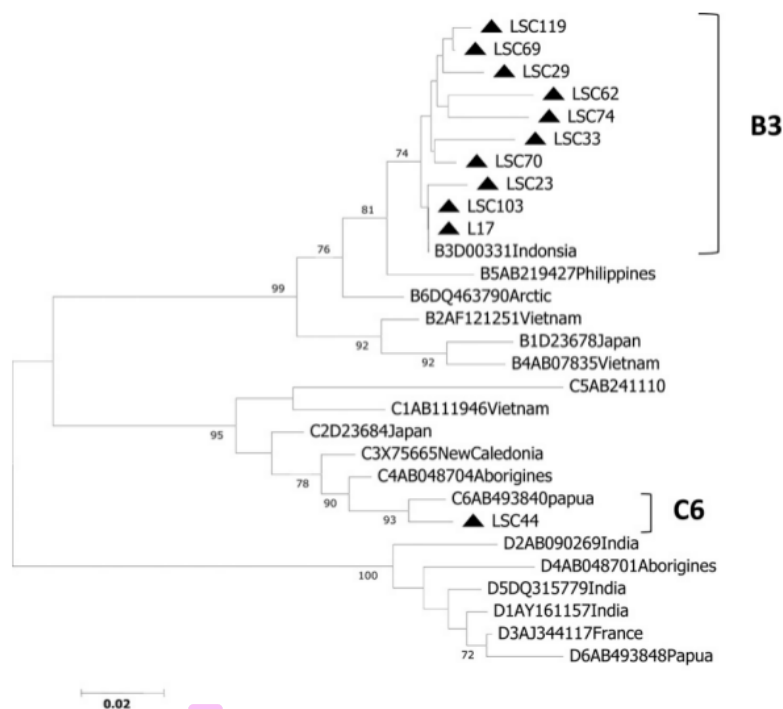 LSC119
LSC69
LSC29
LSC62
B3
LSC74
LSC33
74
LSC70
LSC23
81
LSC103
L17
76
B3D00331Indonsia
B5AB219427Philippines
99
B6DQ463790Arctic
B2AF121251Vietnam
92
B1D23678Japan
92
B4AB07835Vietnam
C5AB241110
C1AB111946Vietnam
95
C2D23684Japan
C3X75665NewCaledonia
78
C4AB048704Aborigines
90
C6AB493840papua
C6
93
LSC44
D2AB090269India
100
D4AB048701Aborigines
D5DQ315779India
D1AY161157India
D3AJ344117France
72
D6AB493848Papua
0.02